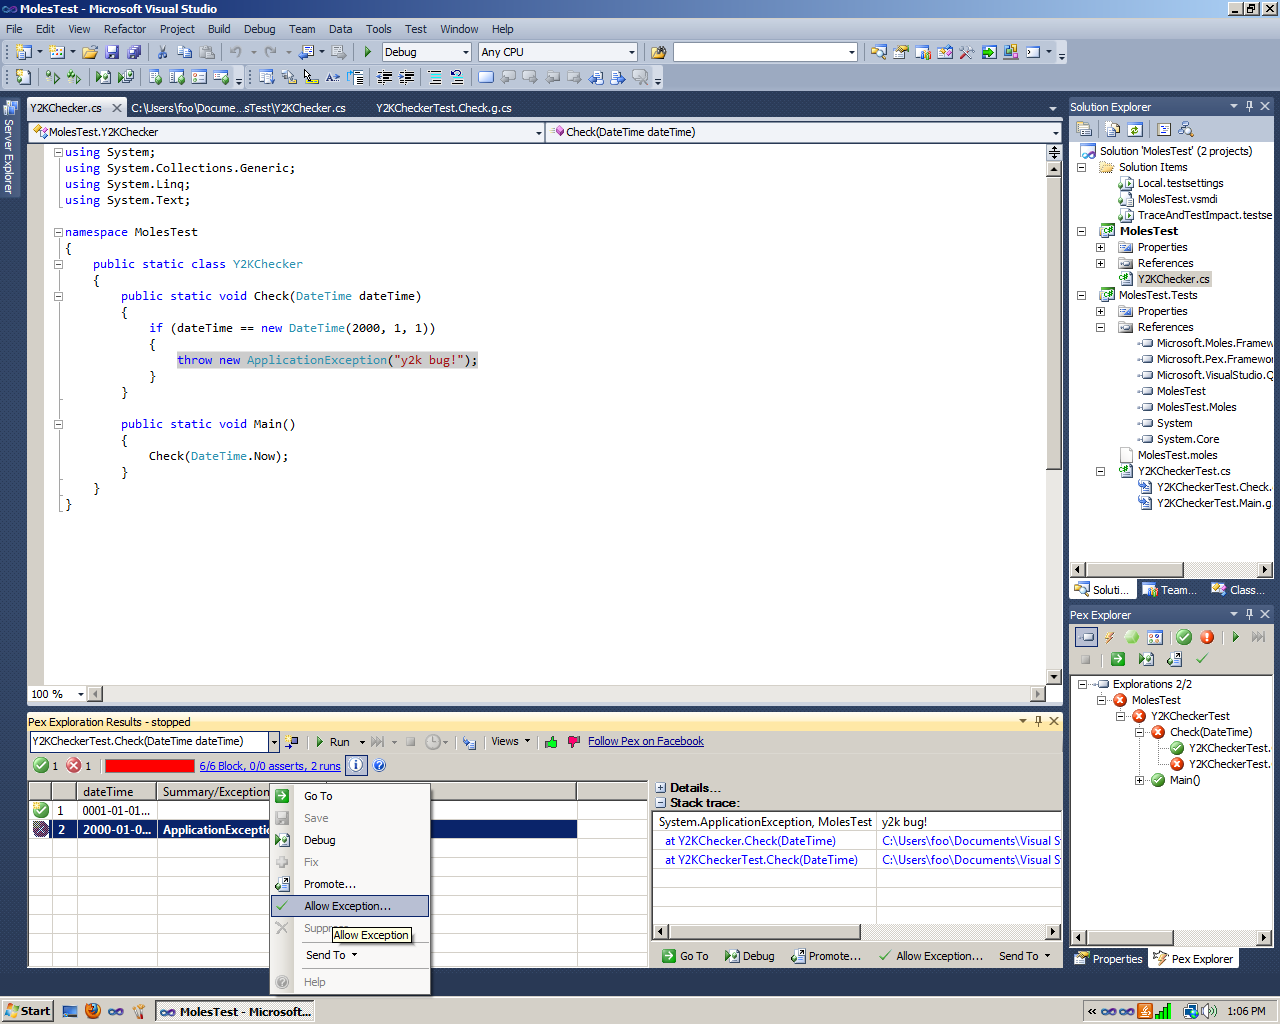 MolesTest - Microsoft Visual Studio
File Edit View Refactor Project Build Debug Team Data Tools Test Window Help
Debug Any CPU
Server Explorer
Y2KChecker.cs C:\Users\foo\Docume...sTest\Y2KChecker.cs Y2KCheckerTest.Check.g.cs
MolesTest.Y2KChecker Check(DateTime dateTime)
using System;
using System.Collections.Generic;
using System.Linq;
using System.Text;
namespace MolesTest
{
public static class Y2KChecker
{
public static void Check(DateTime dateTime)
{
if (dateTime == new DateTime(2000, 1, 1))
{
throw new ApplicationException("y2k bug!");
}
}
public static void Main()
{
Check(DateTime.Now);
}
}
}
100 %
Solution Explorer
Solution 'MolesTest' (2 projects)
Solution Items
Local.testsettings
MolesTest.vsmdi
TraceAndTestImpact.testse
MolesTest
Properties
References
Y2KChecker.cs
MolesTest.Tests
Properties
References
Microsoft.Moles.Framew
Microsoft.Pex.Framewo
Microsoft.VisualStudio.Q
MolesTest
MolesTest.Moles
System
System.Core
MolesTest.moles
Y2KCheckerTest.cs
Y2KCheckerTest.Check.
Y2KCheckerTest.Main.g
Soluti... Team... Class...
Pex Explorer
Explorations 2/2
MolesTest
Y2KCheckerTest
Check(DateTime)
Y2KCheckerTest.
Y2KCheckerTest.
Main()
Properties Pex Explorer
Pex Exploration Results - stopped
Y2KCheckerTest.Check(DateTime dateTime) Run Views Follow Pex on Facebook
1 1 6/6 Block, 0/0 asserts, 2 runs
dateTime Summary/Exception
1 0001-01-01...
2 2000-01-0... ApplicationExceptio
Go To
Save
Debug
Fix
Promote...
Allow Exception...
Suppre
Allow Exception
Send To
Help
Details...
Stack trace:
System.ApplicationException, MolesTest y2k bug!
at Y2KChecker.Check(DateTime) C:\Users\foo\Documents\Visual S
at Y2KCheckerTest.Check(DateTime) C:\Users\foo\Documents\Visual S
Go To Debug Promote... Allow Exception... Send To
Start MolesTest - Microsoft... 1:06 PM